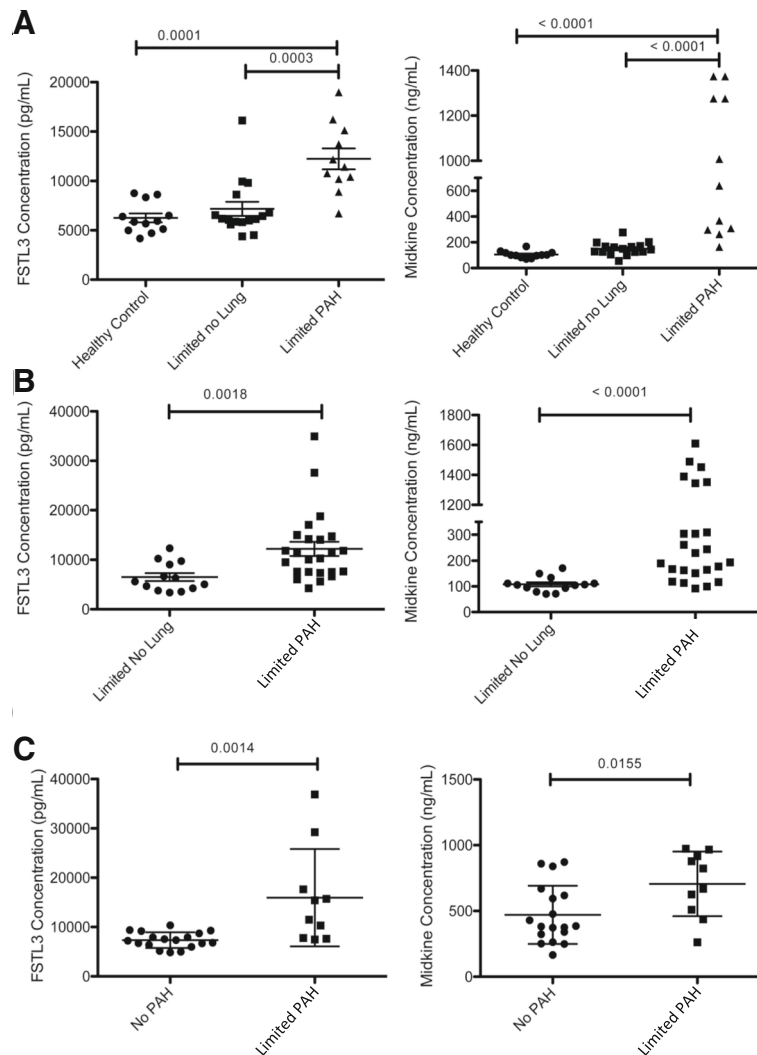 A
0.0001
0.0003
FSTL3 Concentration (pg/mL)
20000
15000
10000
5000
0
Healthy Control
Limited no Lung
Limited PAH
< 0.0001
< 0.0001
Midkine Concentration (ng/mL)
1400
1200
1000
600
400
200
0
Healthy Control
Limited no Lung
Limited PAH
B
0.0018
FSTL3 Concentration (pg/mL)
40000
30000
20000
10000
0
Limited No Lung
Limited PAH
< 0.0001
Midkine Concentration (ng/mL)
1800
1600
1400
1200
300
200
100
0
Limited No Lung
Limited PAH
C
0.0014
FSTL3 Concentration (pg/mL)
40000
30000
20000
10000
0
No PAH
Limited PAH
0.0155
Midkine Concentration (ng/mL)
1500
1000
500
0
No PAH
Limited PAH